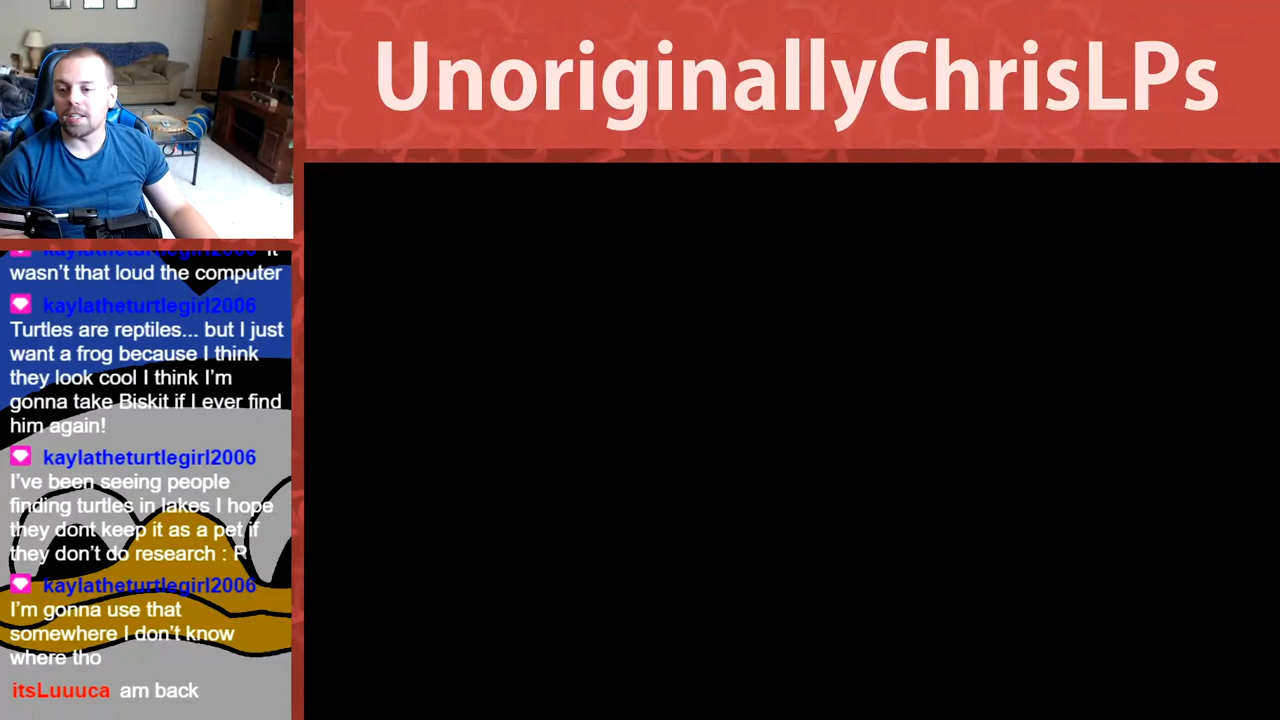 UnoriginallyChrisLPs
kaylatheturtlegirl2006 It
wasn't that loud the computer
kaylatheturtlegirl2006
Turtles are reptiles... but I just
want a frog because I think
they look cool I think I'm
gonna take Biskit if I ever find
him again!
kaylatheturtlegirl2006
I've been seeing people
finding turtles in lakes I hope
they dont keep it as a pet if
they don't do research : P
kaylatheturtlegirl2006
I'm gonna use that
somewhere I don't know
where tho
itsLuuuca am back